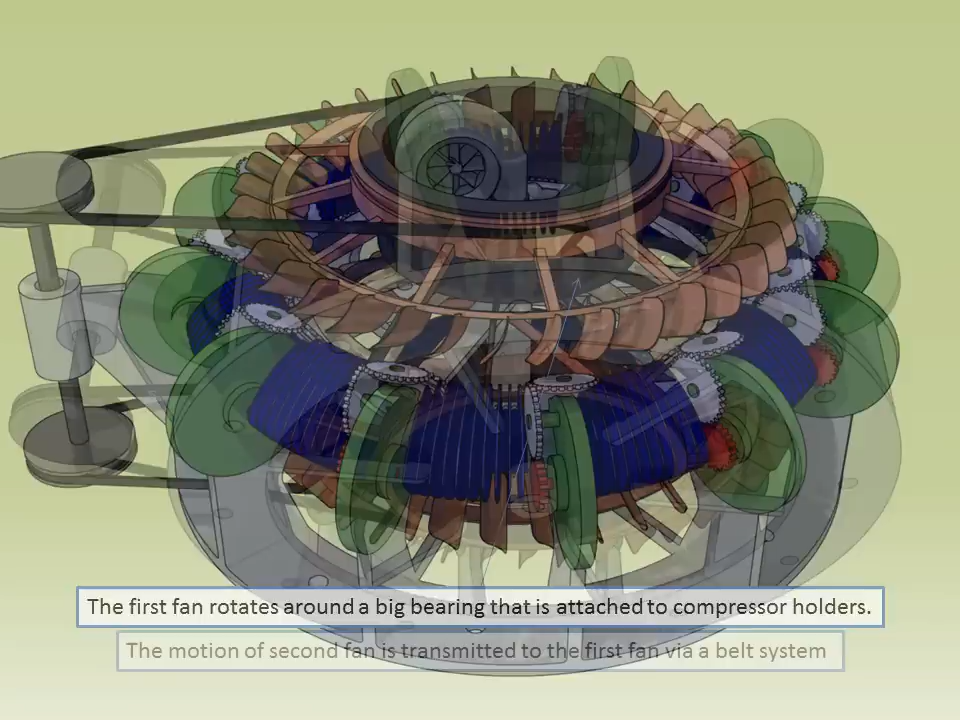 The first fan rotates around a big bearing that is attached to compressor holders.
The motion of second fan is transmitted to the first fan via a belt system